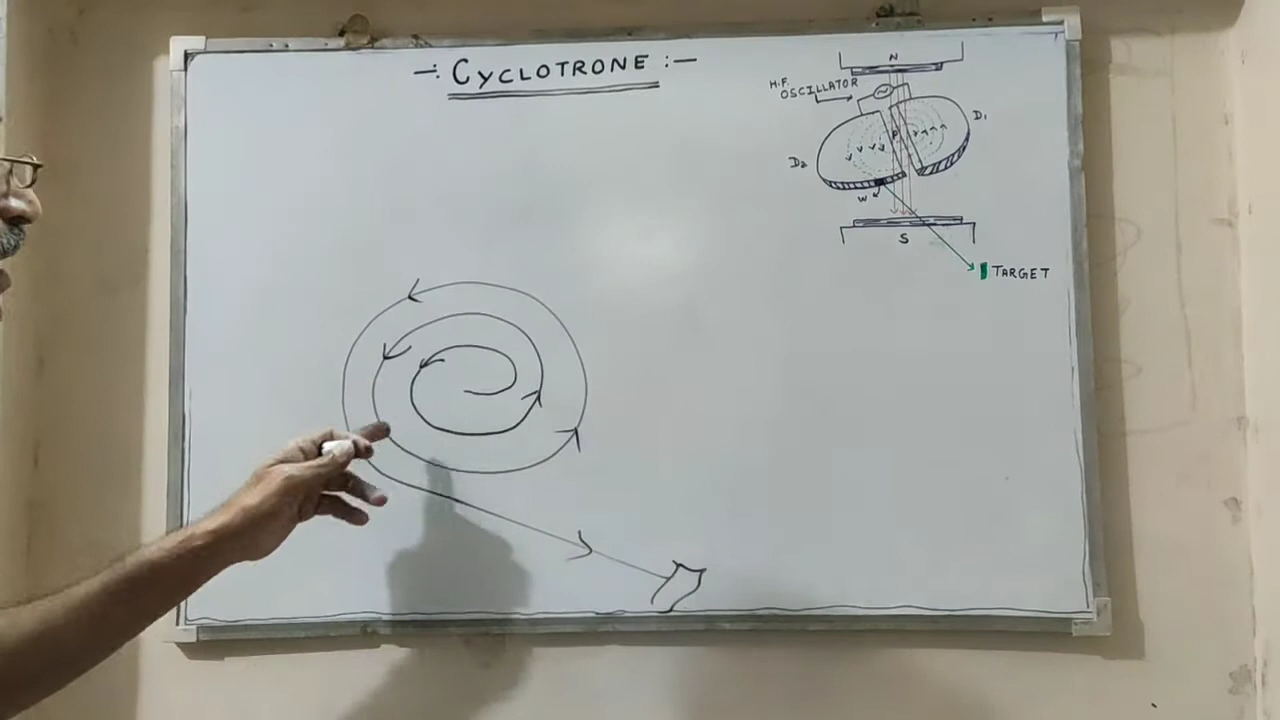 -: CYCLOTRONE :-
N
H.F.
OSCILLATOR
D1
P
D2
W
S
TARGET